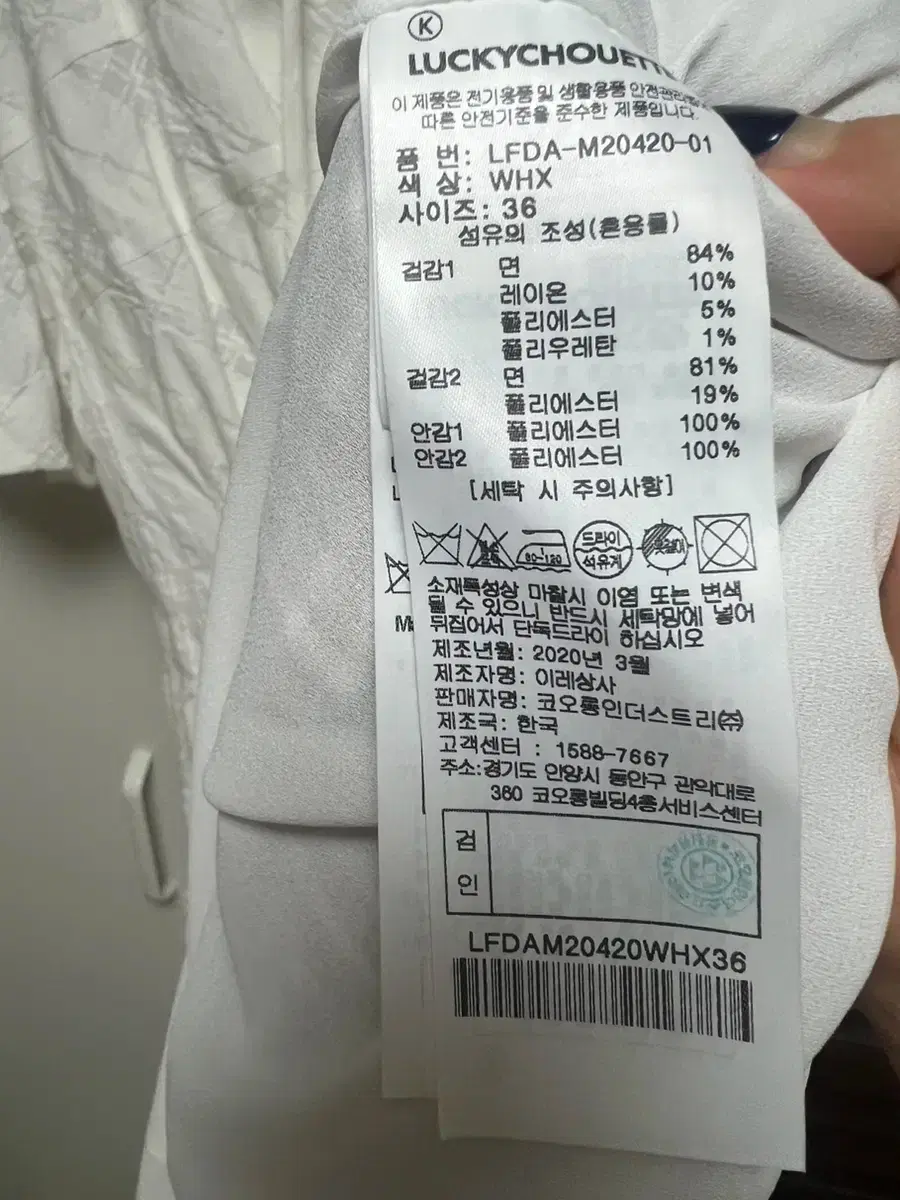 K
LUCKYCHOUETTE
이 제품은 전기용품 및 생활용품 안전관리
따른 안전기준을 준수한 제품입니다.
품 번: LFDA-M20420-01
색 상: WHX
사이즈: 36
섬유의 조성(혼용률)
겉감1 면 84%
레이온 10%
폴리에스터 5%
폴리우레탄 1%
겉감2 면 81%
폴리에스터 19%
안감1 폴리에스터 100%
안감2 폴리에스터 100%
[세탁 시 주의사항]
80-120 드라이 석유계 옷걸이
소재특성상 마찰시 이염 또는 변색
될 수 있으니 반드시 세탁망에 넣어
뒤집어서 단독드라이 하십시오
제조년월: 2020년 3월
제조자명: 이레상사
판매자명: 코오롱인더스트리㈜
제조국: 한국
고객센터 : 1588-7667
주소:경기도 안양시 동안구 관악대로
360 코오롱빌딩4층서비스센터
검인
LFDAM20420WHX36